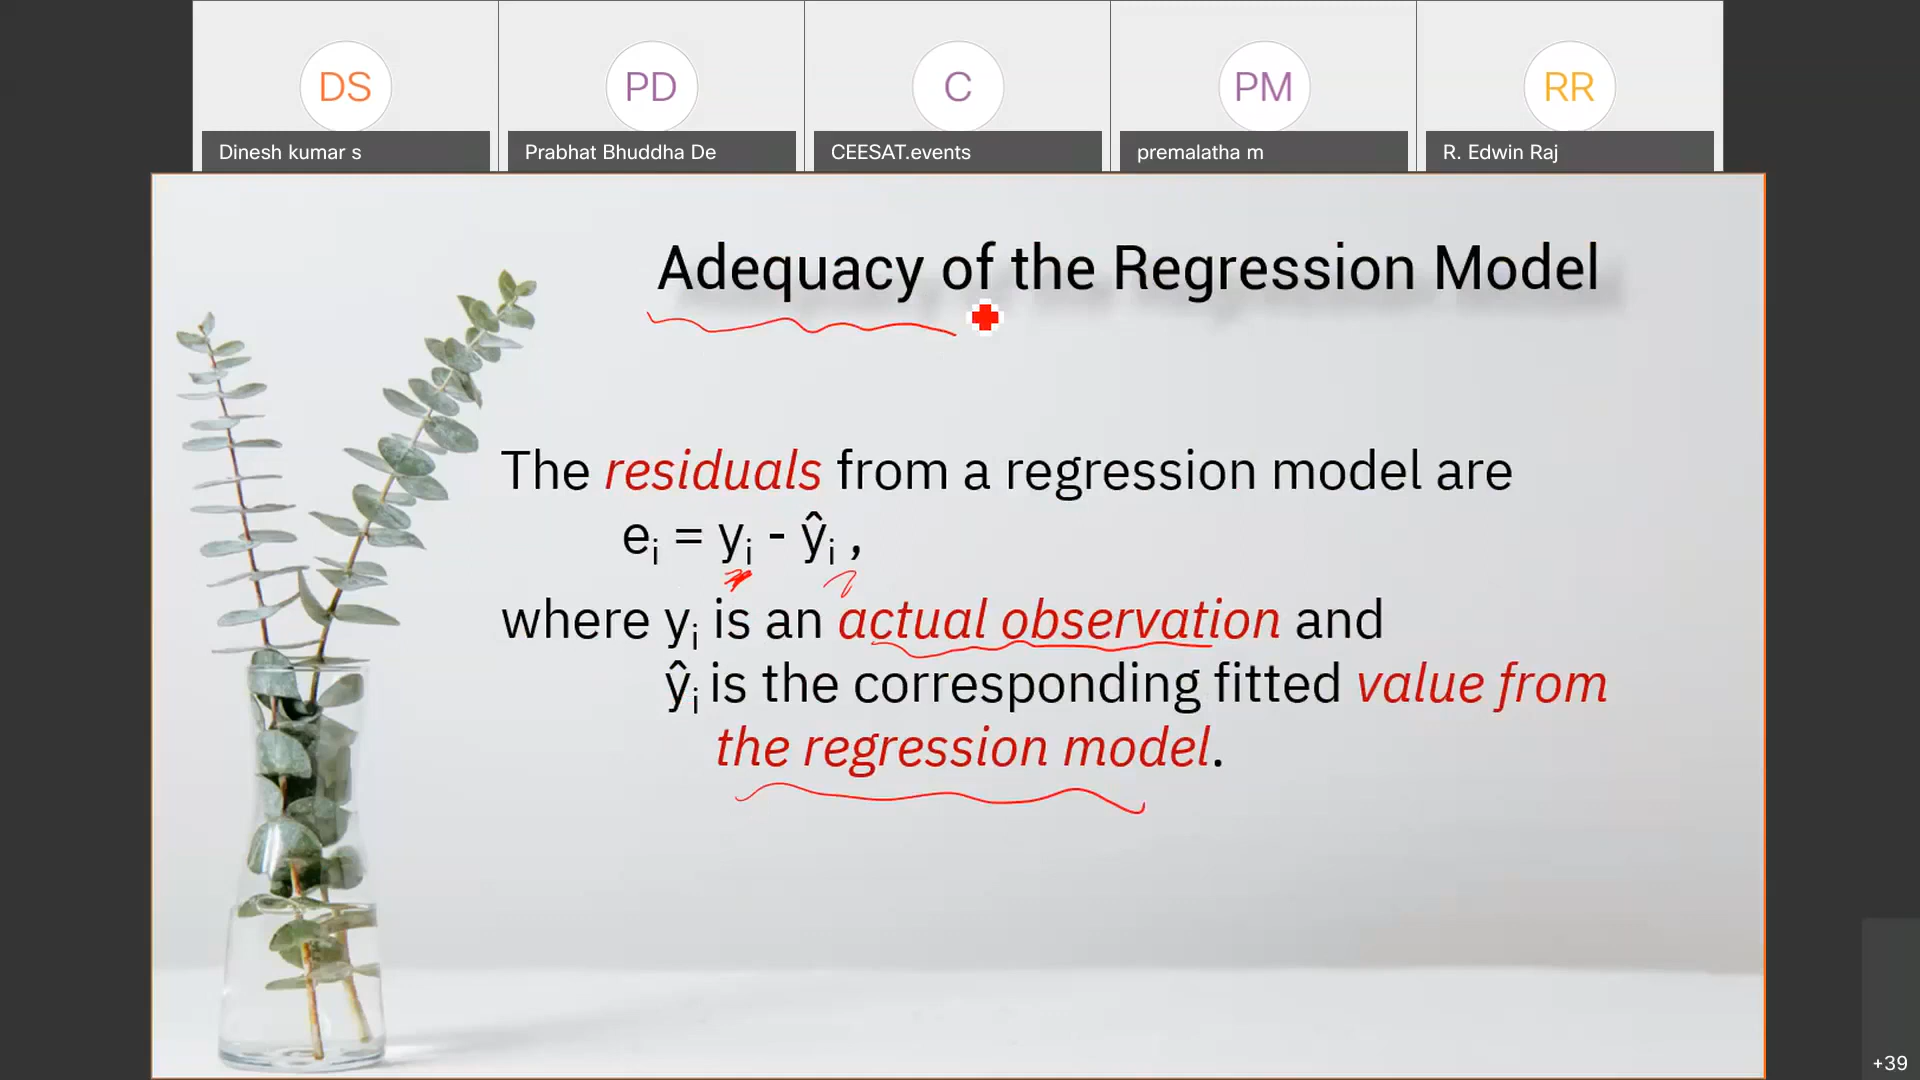 DS
PD
C
PM
RR
Dinesh kumar s
Prabhat Bhuddha De
CEESAT.events
premalatha m
R. Edwin Raj
Adequacy of the Regression Model
The residuals from a regression model are
eᵢ = yᵢ - ŷᵢ ,
where yᵢ is an actual observation and
ŷᵢ is the corresponding fitted value from
the regression model.
+39